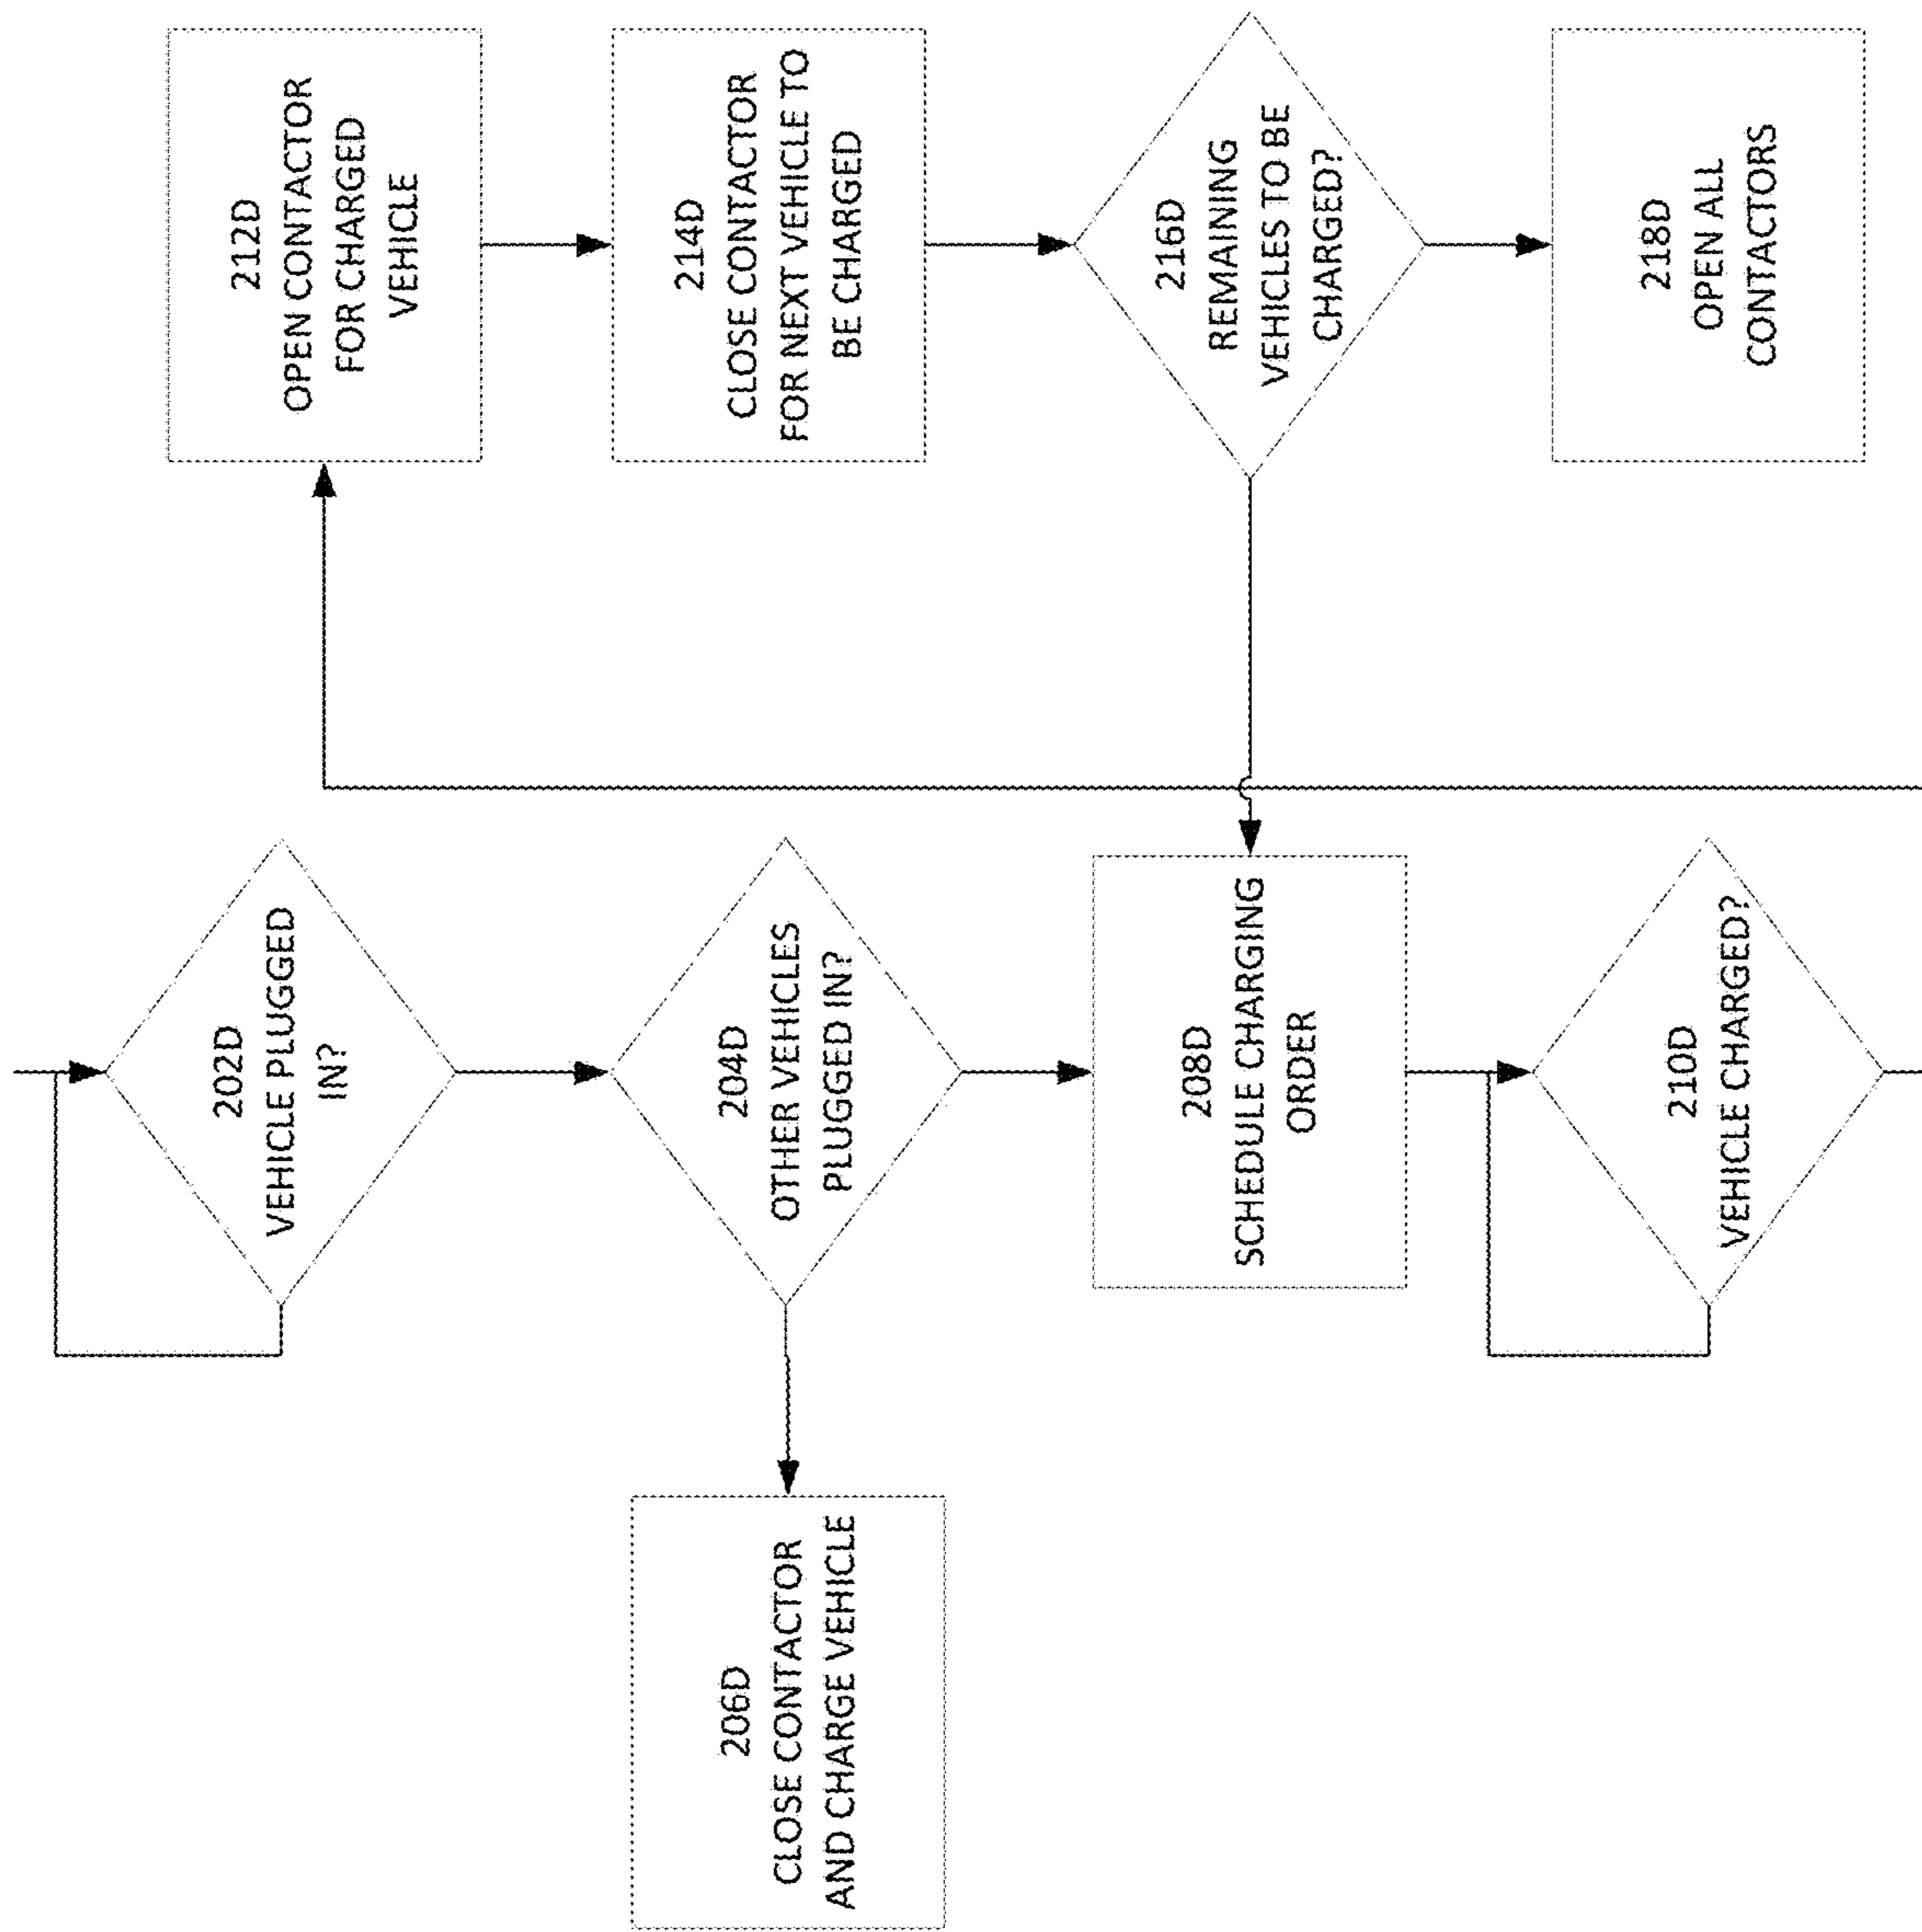 202D
VEHICLE PLUGGED
IN?
204D
OTHER VEHICLES
PLUGGED IN?
206D
CLOSE CONTACTOR
AND CHARGE VEHICLE
208D
SCHEDULE CHARGING
ORDER
210D
VEHICLE CHARGED?
212D
OPEN CONTACTOR
FOR CHARGED
VEHICLE
214D
CLOSE CONTACTOR
FOR NEXT VEHICLE TO
BE CHARGED
216D
REMAINING
VEHICLES TO BE
CHARGED?
218D
OPEN ALL
CONTACTORS